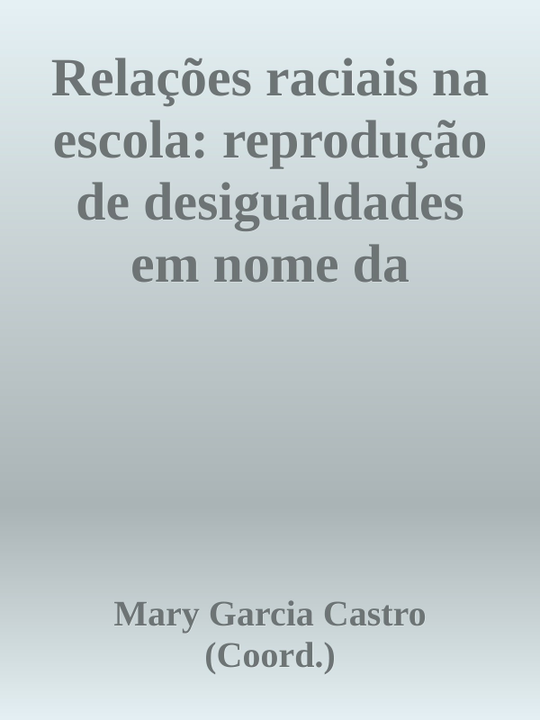 Relações raciais na
escola: reprodução
de desigualdades
em nome da
Mary Garcia Castro
(Coord.)